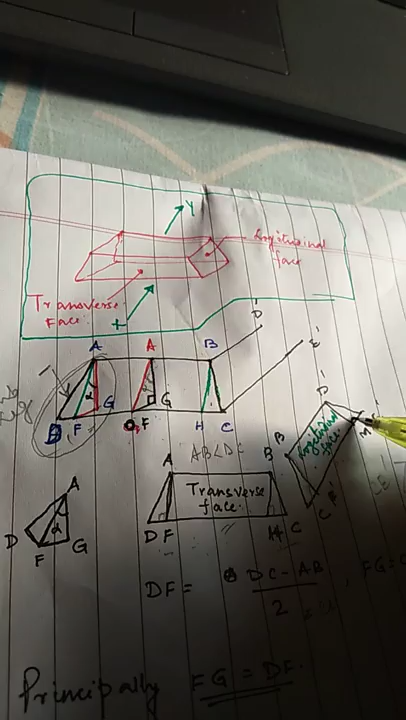 Y
Longitudinal
face
Transverse
Face
X
D'
E'
A A B
α
D F G F G H C
AB<DC
D'
B
Longitudinal
face
M
C E'
A B
Transverse
face
D F H C
A
D α
F G
DF = DC - AB , FG =
2
Principally FG = DF.